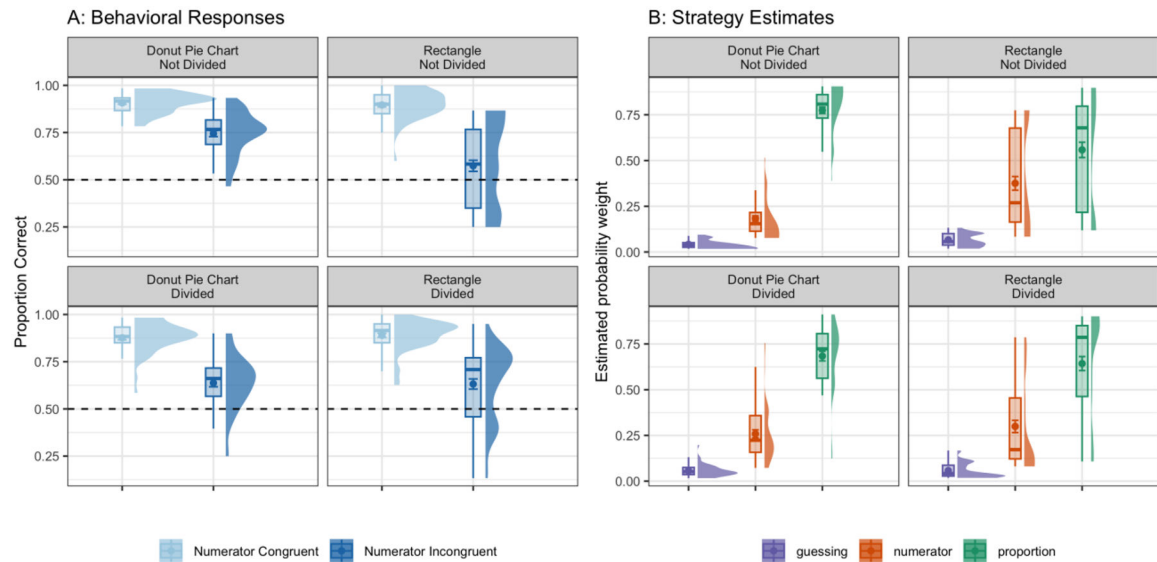 A: Behavioral Responses
Donut Pie Chart
Not Divided
Rectangle
Not Divided
1.00
0.75
0.50
0.25
Donut Pie Chart
Divided
Rectangle
Divided
1.00
0.75
0.50
0.25
Proportion Correct
Numerator Congruent
Numerator Incongruent
B: Strategy Estimates
Donut Pie Chart
Not Divided
Rectangle
Not Divided
0.75
0.50
0.25
0.00
Donut Pie Chart
Divided
Rectangle
Divided
0.75
0.50
0.25
0.00
Estimated probability weight
guessing
numerator
proportion